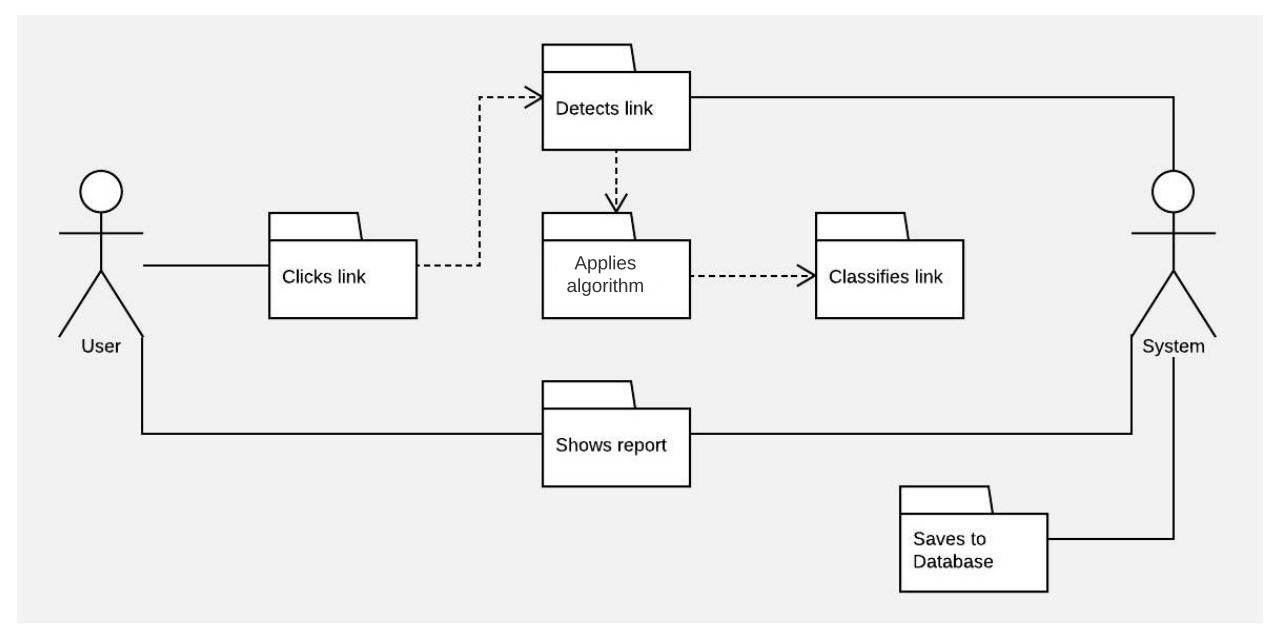 Detects link
Clicks link
Applies
algorithm
Classifies link
User
System
Shows report
Saves to
Database